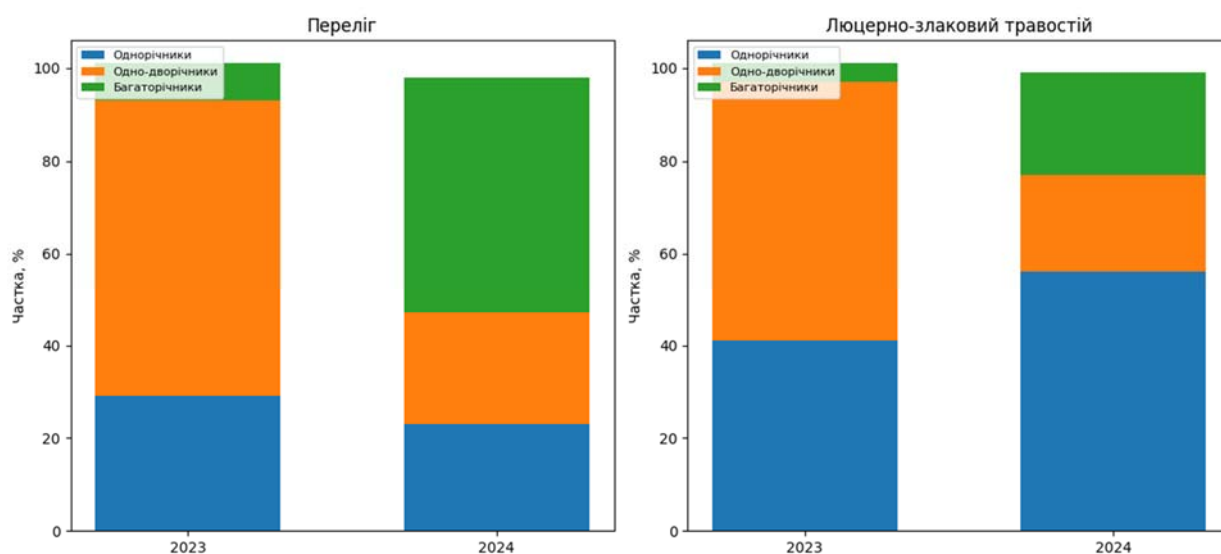 Переліг
Однорічники
Одно-дворічники
Багаторічники
100
80
60
40
20
0
Частка, %
2023
2024
Люцерно-злаковий травостій
Однорічники
Одно-дворічники
Багаторічники
100
80
60
40
20
0
Частка, %
2023
2024